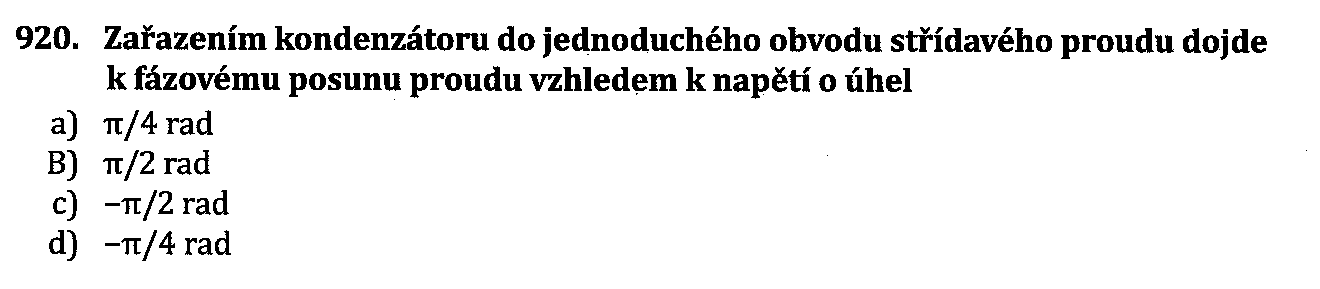 920. Zařazením kondenzátoru do jednoduchého obvodu střídavého proudu dojde
k fázovému posunu proudu vzhledem k napětí o úhel
a) π/4 rad
B) π/2 rad
c) −π/2 rad
d) −π/4 rad